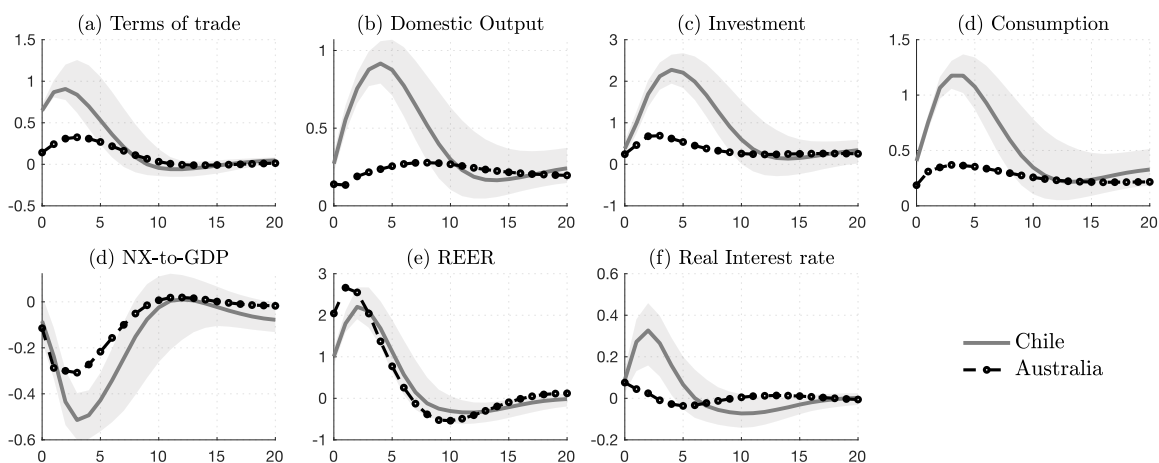 (a) Terms of trade
(b) Domestic Output
(c) Investment
(d) Consumption
1.5
1
0.5
0
-0.5
0 5 10 15 20
1
0.5
0
0 5 10 15 20
3
2
1
0
-1
0 5 10 15 20
1.5
1
0.5
0
0 5 10 15 20
(d) NX-to-GDP
(e) REER
(f) Real Interest rate
0
-0.2
-0.4
-0.6
0 5 10 15 20
3
2
1
0
-1
0 5 10 15 20
0.6
0.4
0.2
0
-0.2
0 5 10 15 20
Chile
Australia